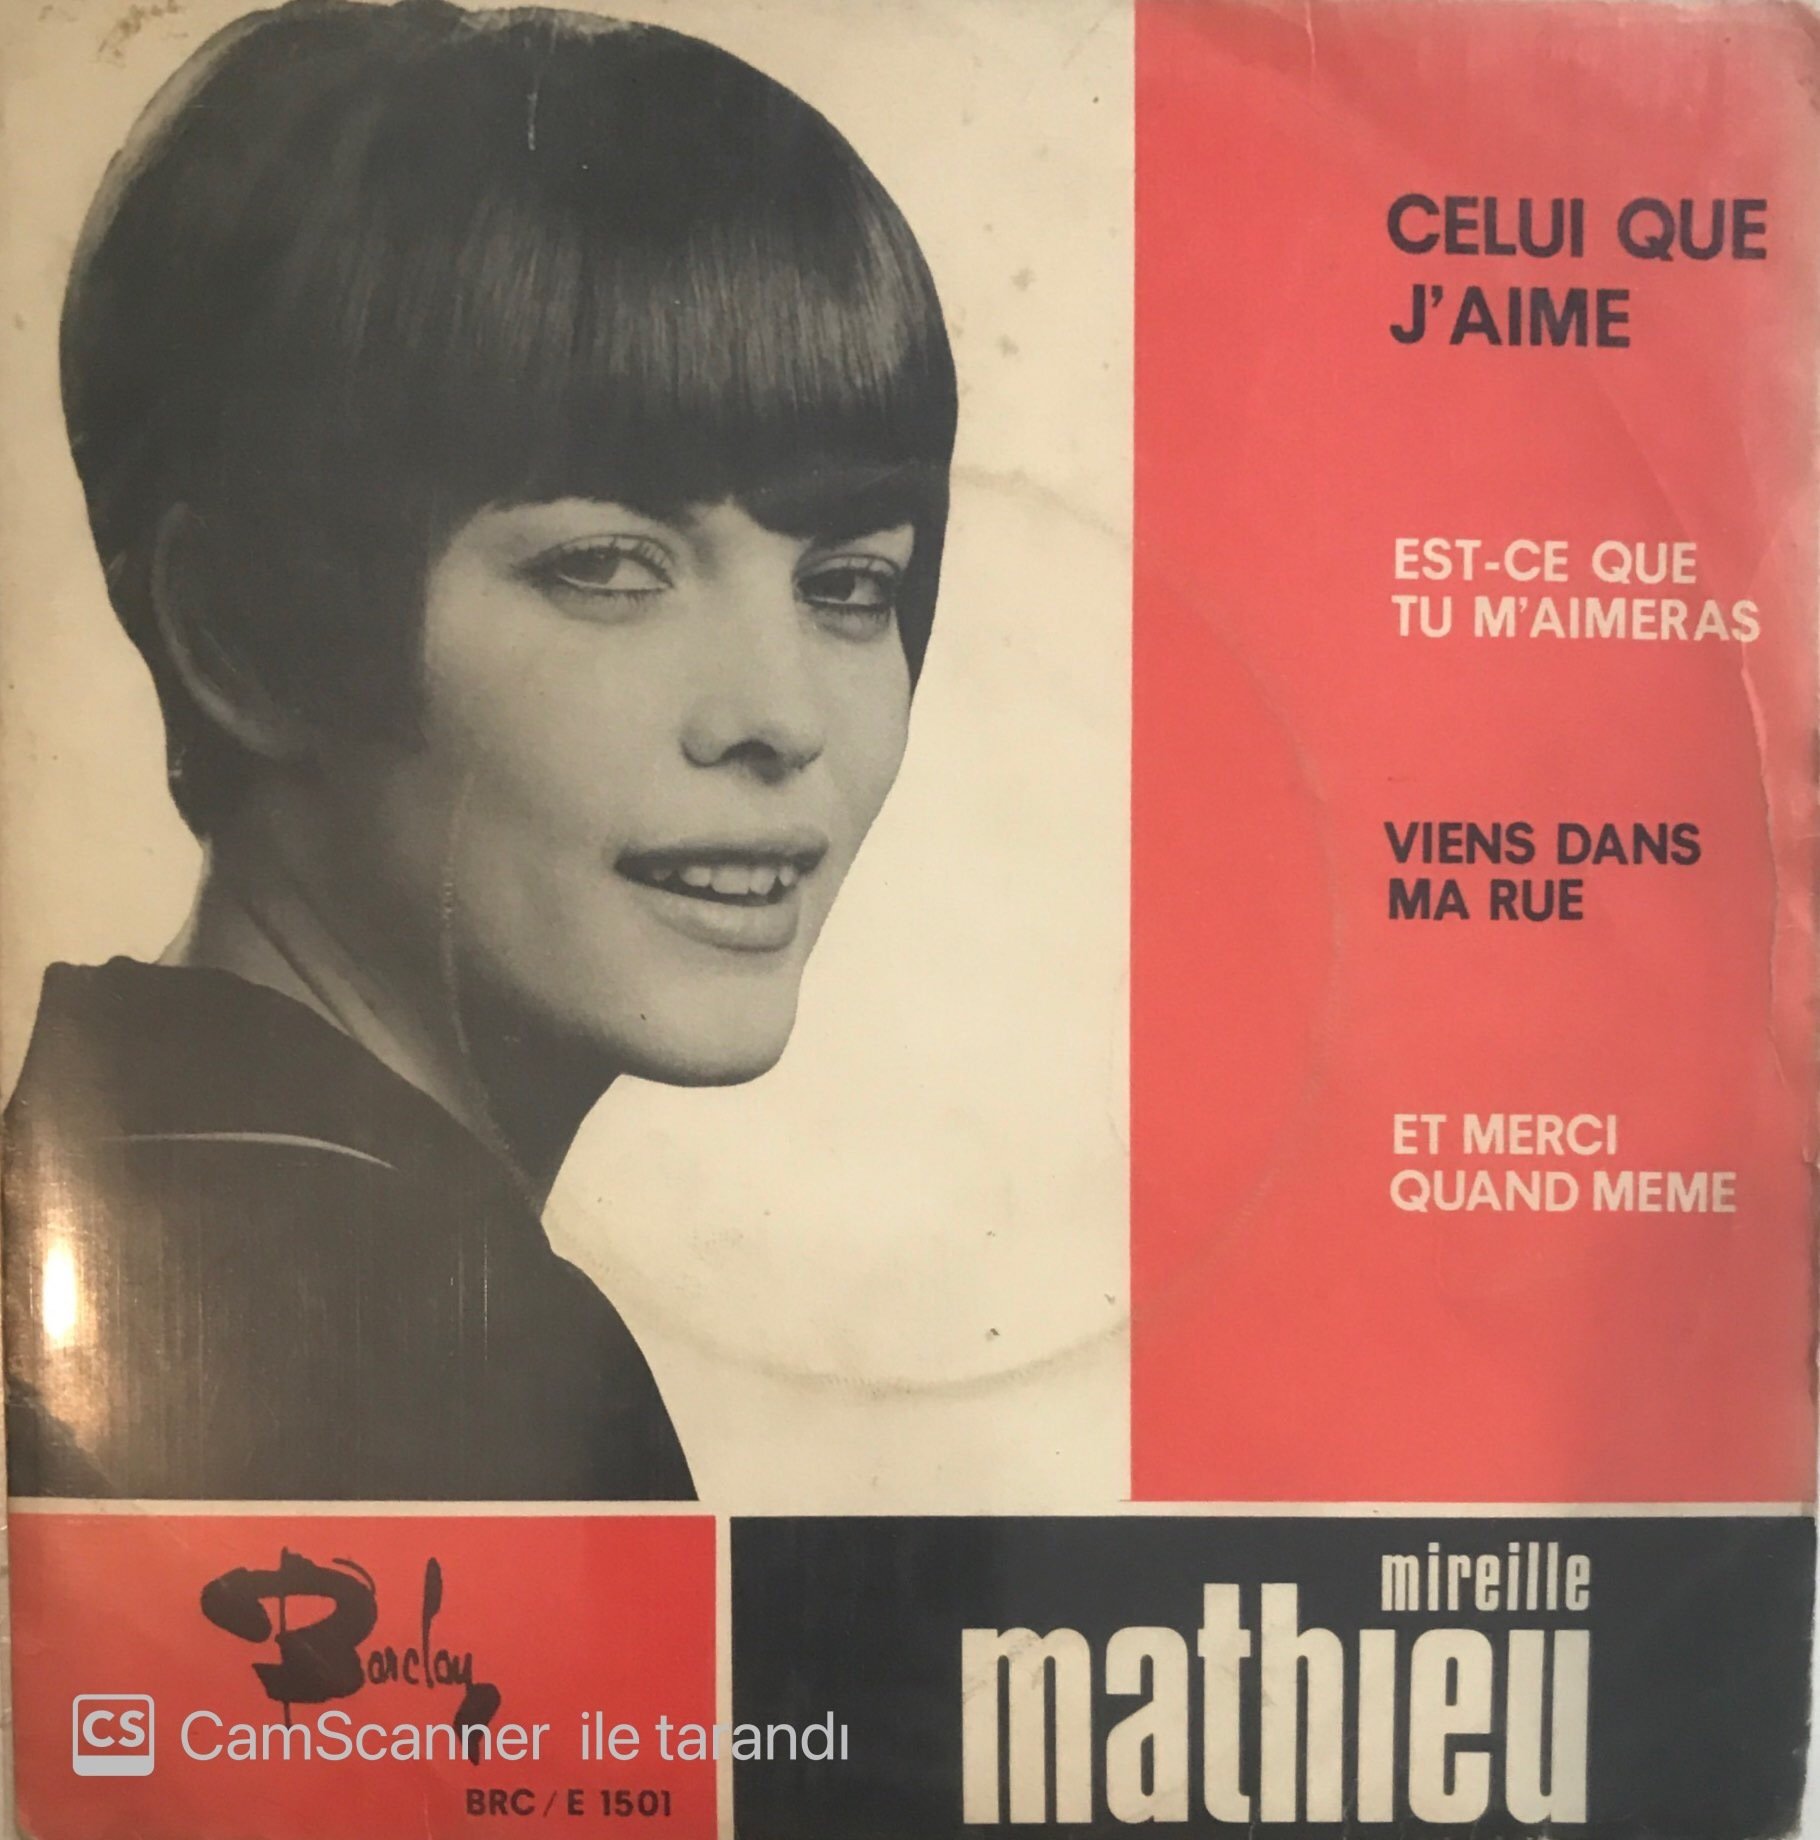 CELUI QUE
J'AIME
EST-CE QUE
TU M'AIMERAS
VIENS DANS
MA RUE
ET MERCI
QUAND MEME
Barclay
CS CamScanner ile tarandı
BRC / E 1501
mireille
mathieu